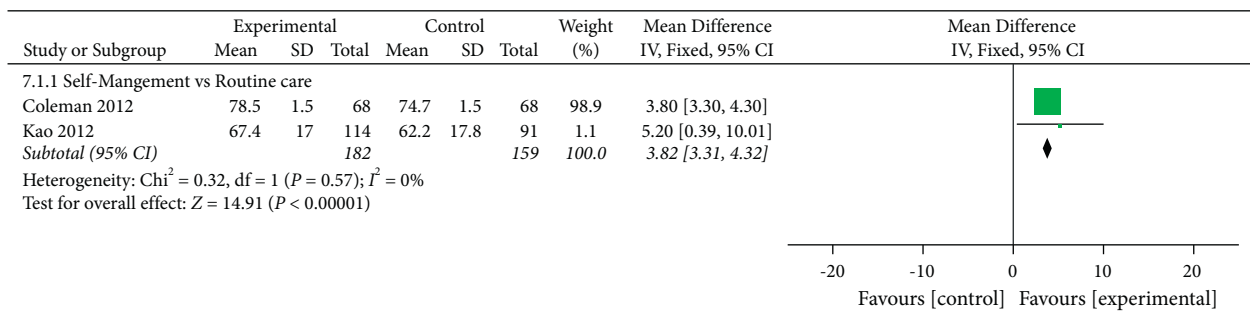 Experimental Control Weight Mean Difference Mean Difference
Study or Subgroup Mean SD Total Mean SD Total (%) IV, Fixed, 95% CI IV, Fixed, 95% CI
7.1.1 Self-Mangement vs Routine care
Coleman 2012 78.5 1.5 68 74.7 1.5 68 98.9 3.80 [3.30, 4.30]
Kao 2012 67.4 17 114 62.2 17.8 91 1.1 5.20 [0.39, 10.01]
Subtotal (95% CI) 182 159 100.0 3.82 [3.31, 4.32]
Heterogeneity: Chi² = 0.32, df = 1 (P = 0.57); I² = 0%
Test for overall effect: Z = 14.91 (P < 0.00001)
-20 -10 0 10 20
Favours [control] Favours [experimental]